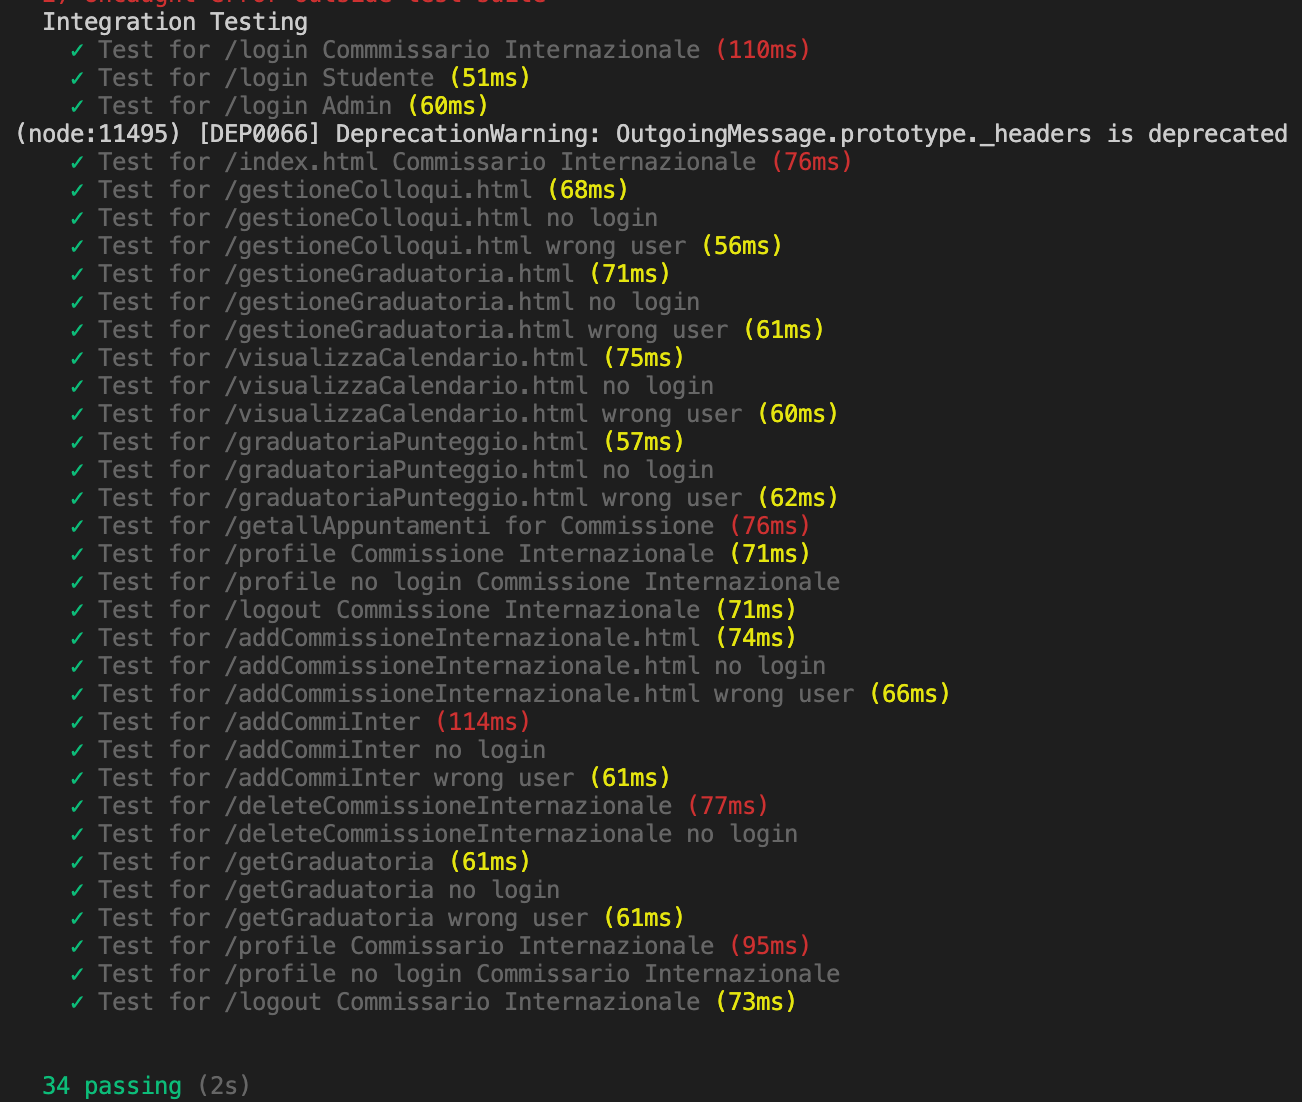 Integration Testing
✓ Test for /login Commmissario Internazionale (110ms)
✓ Test for /login Studente (51ms)
✓ Test for /login Admin (60ms)
(node:11495) [DEP0066] DeprecationWarning: OutgoingMessage.prototype._headers is deprecated
✓ Test for /index.html Commissario Internazionale (76ms)
✓ Test for /gestioneColloqui.html (68ms)
✓ Test for /gestioneColloqui.html no login
✓ Test for /gestioneColloqui.html wrong user (56ms)
✓ Test for /gestioneGraduatoria.html (71ms)
✓ Test for /gestioneGraduatoria.html no login
✓ Test for /gestioneGraduatoria.html wrong user (61ms)
✓ Test for /visualizzaCalendario.html (75ms)
✓ Test for /visualizzaCalendario.html no login
✓ Test for /visualizzaCalendario.html wrong user (60ms)
✓ Test for /graduatoriaPunteggio.html (57ms)
✓ Test for /graduatoriaPunteggio.html no login
✓ Test for /graduatoriaPunteggio.html wrong user (62ms)
✓ Test for /getallAppuntamenti for Commissione (76ms)
✓ Test for /profile Commissione Internazionale (71ms)
✓ Test for /profile no login Commissione Internazionale
✓ Test for /logout Commissione Internazionale (71ms)
✓ Test for /addCommissioneInternazionale.html (74ms)
✓ Test for /addCommissioneInternazionale.html no login
✓ Test for /addCommissioneInternazionale.html wrong user (66ms)
✓ Test for /addCommiInter (114ms)
✓ Test for /addCommiInter no login
✓ Test for /addCommiInter wrong user (61ms)
✓ Test for /deleteCommissioneInternazionale (77ms)
✓ Test for /deleteCommissioneInternazionale no login
✓ Test for /getGraduatoria (61ms)
✓ Test for /getGraduatoria no login
✓ Test for /getGraduatoria wrong user (61ms)
✓ Test for /profile Commissario Internazionale (95ms)
✓ Test for /profile no login Commissario Internazionale
✓ Test for /logout Commissario Internazionale (73ms)
34 passing (2s)